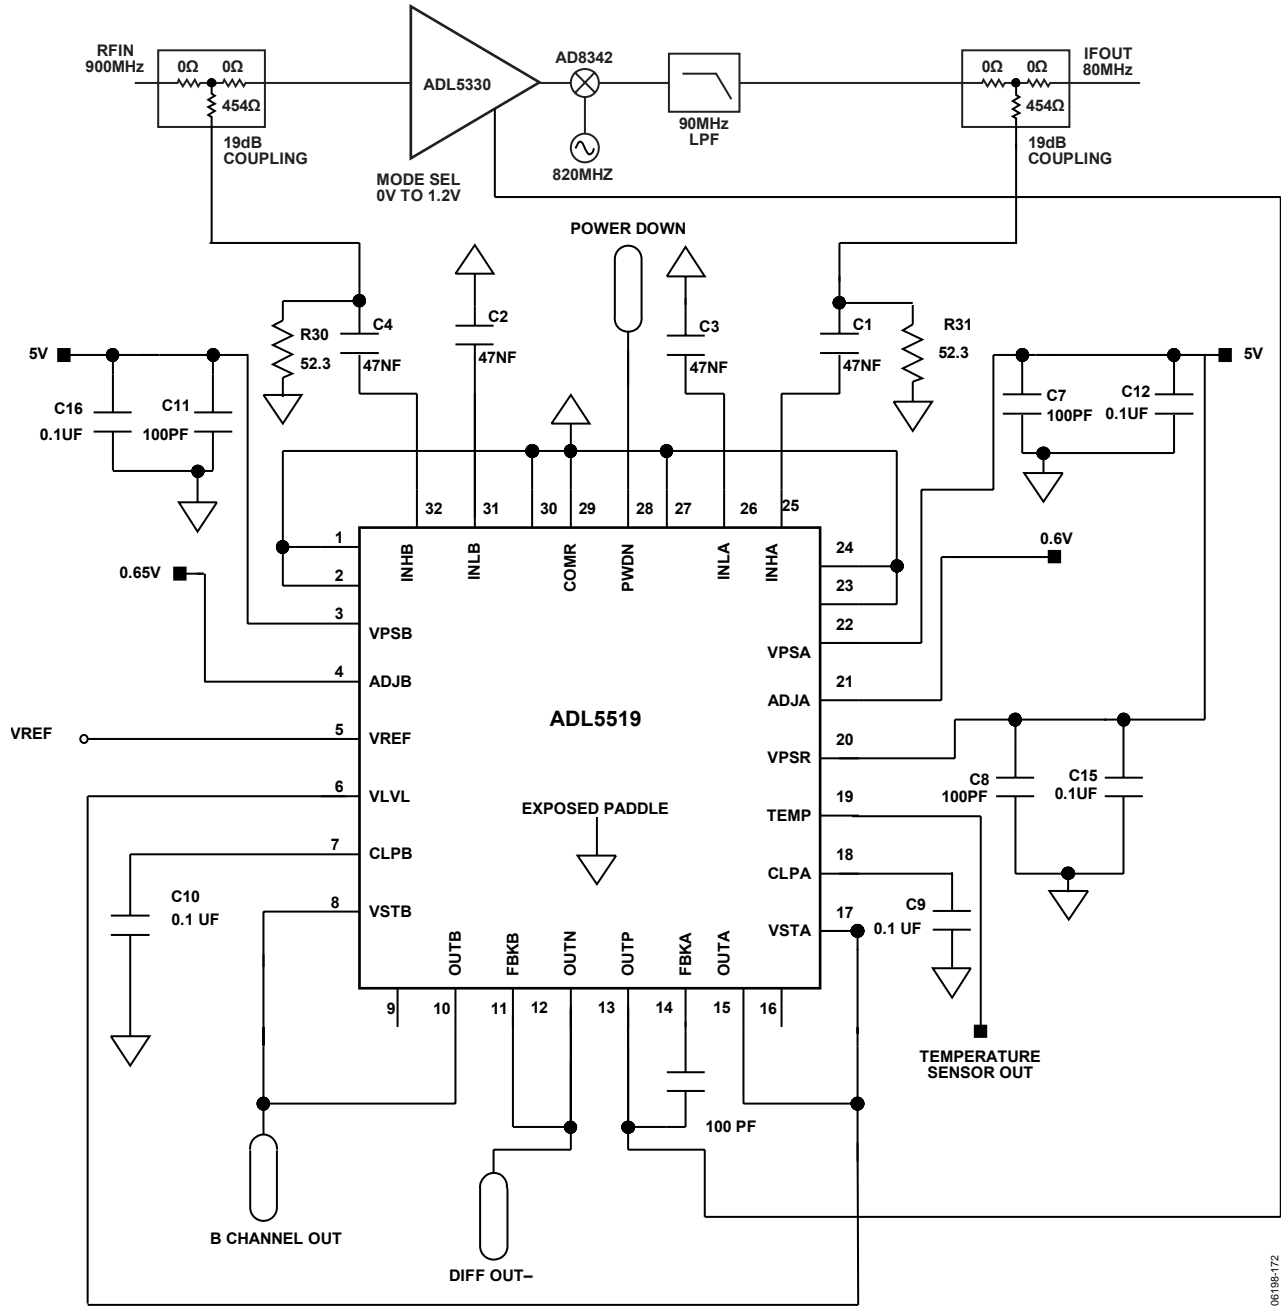 RFIN
900MHz
0Ω
0Ω
454Ω
19dB
COUPLING
ADL5330
MODE SEL
0V TO 1.2V
AD8342
820MHZ
90MHz
LPF
0Ω
0Ω
454Ω
19dB
COUPLING
IFOUT
80MHz
POWER DOWN
R30
52.3
C4
47NF
C2
47NF
C3
47NF
C1
47NF
R31
52.3
5V
C16
0.1UF
C11
100PF
C7
100PF
C12
0.1UF
5V
32
31
30
29
28
27
26
25
INHB
INLB
COMR
PWDN
INLA
INHA
1
2
3
VPSB
0.65V
4
ADJB
VREF
5
VREF
6
VLVL
7
CLPB
8
VSTB
C10
0.1 UF
ADL5519
EXPOSED PADDLE
24
23
22
VPSA
0.6V
21
ADJA
20
VPSR
19
TEMP
18
CLPA
17
VSTA
C8
100PF
C15
0.1UF
C9
0.1 UF
OUTB
FBKB
OUTN
OUTP
FBKA
OUTA
9
10
11
12
13
14
15
16
100 PF
TEMPERATURE
SENSOR OUT
B CHANNEL OUT
DIFF OUT–
06198-172